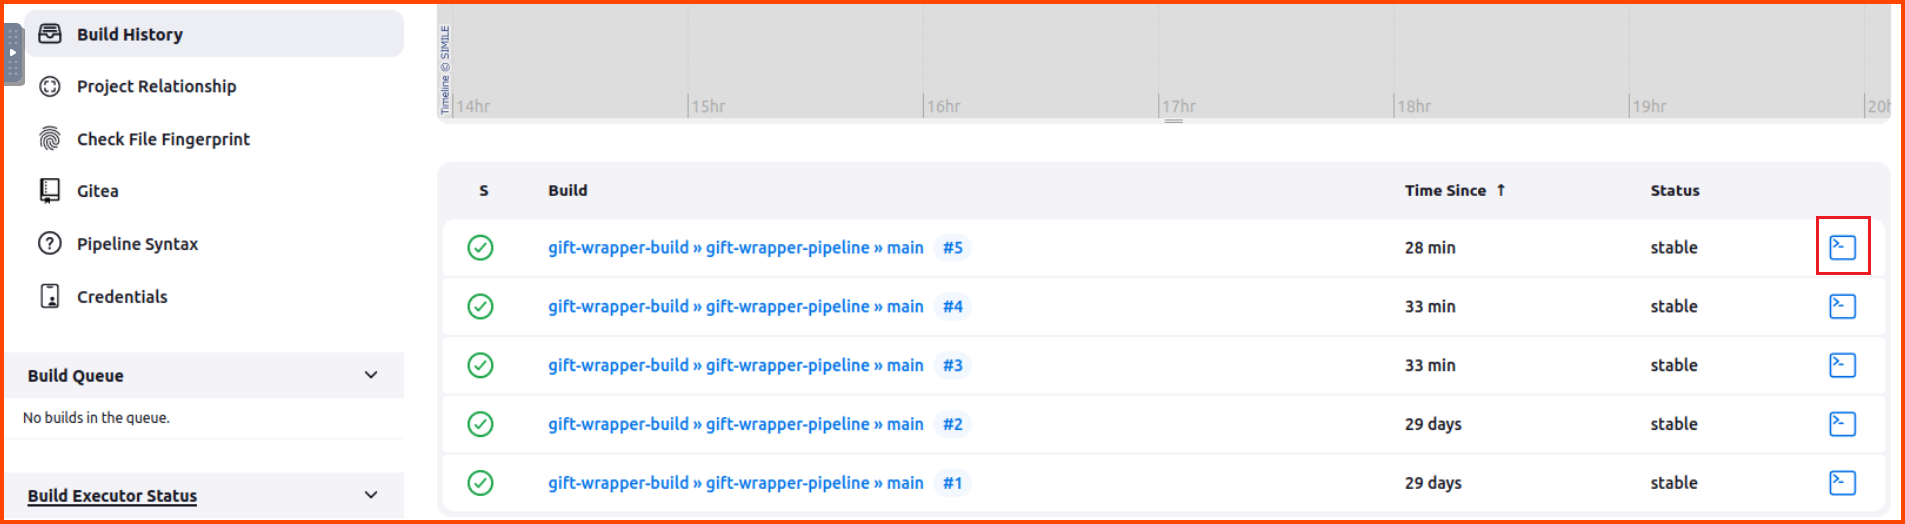 Build History
Project Relationship
Check File Fingerprint
Gitea
Pipeline Syntax
Credentials
Build Queue
No builds in the queue.
Build Executor Status
Timeline © SIMILE
14hr 15hr 16hr 17hr 18hr 19hr 20h
S Build Time Since ↑ Status
gift-wrapper-build » gift-wrapper-pipeline » main #5 28 min stable
gift-wrapper-build » gift-wrapper-pipeline » main #4 33 min stable
gift-wrapper-build » gift-wrapper-pipeline » main #3 33 min stable
gift-wrapper-build » gift-wrapper-pipeline » main #2 29 days stable
gift-wrapper-build » gift-wrapper-pipeline » main #1 29 days stable